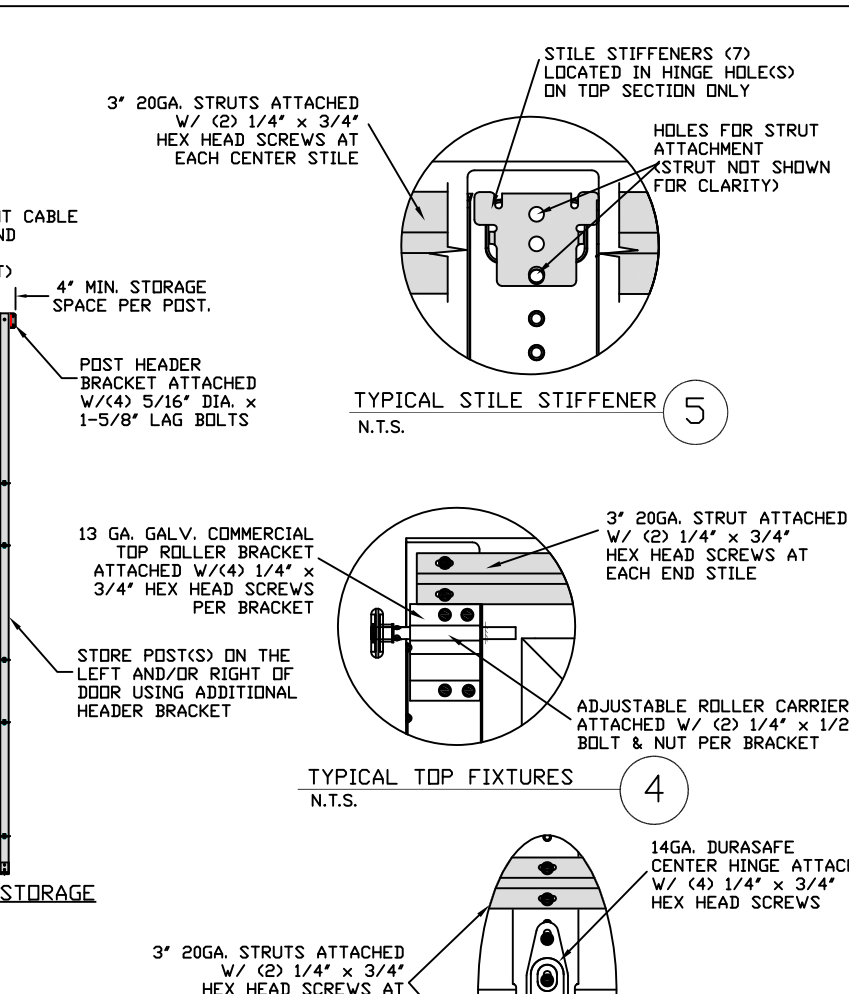 STILE STIFFENERS (7)
LOCATED IN HINGE HOLE(S)
ON TOP SECTION ONLY
3" 20GA. STRUTS ATTACHED
W/ (2) 1/4" x 3/4"
HEX HEAD SCREWS AT
EACH CENTER STILE
HOLES FOR STRUT
ATTACHMENT
(STRUT NOT SHOWN
FOR CLARITY)
CABLE
4" MIN. STORAGE
SPACE PER POST.
POST HEADER
BRACKET ATTACHED
W/(4) 5/16" DIA. x
1-5/8" LAG BOLTS
TYPICAL STILE STIFFENER
5
N.T.S.
13 GA. GALV. COMMERCIAL
TOP ROLLER BRACKET
ATTACHED W/(4) 1/4" x
3/4" HEX HEAD SCREWS
PER BRACKET
3" 20GA. STRUT ATTACHED
W/ (2) 1/4" x 3/4"
HEX HEAD SCREWS AT
EACH END STILE
STORE POST(S) ON THE
LEFT AND/OR RIGHT OF
DOOR USING ADDITIONAL
HEADER BRACKET
ADJUSTABLE ROLLER CARRIER
ATTACHED W/ (2) 1/4" x 1/2
BOLT & NUT PER BRACKET
TYPICAL TOP FIXTURES
4
N.T.S.
STORAGE
14GA. DURASAFE
CENTER HINGE
W/ (4) 1/4" x 3/4"
HEX HEAD SCREWS
3" 20GA. STRUTS ATTACHED
W/ (2) 1/4" x 3/4"
HEX HEAD SCREWS AT